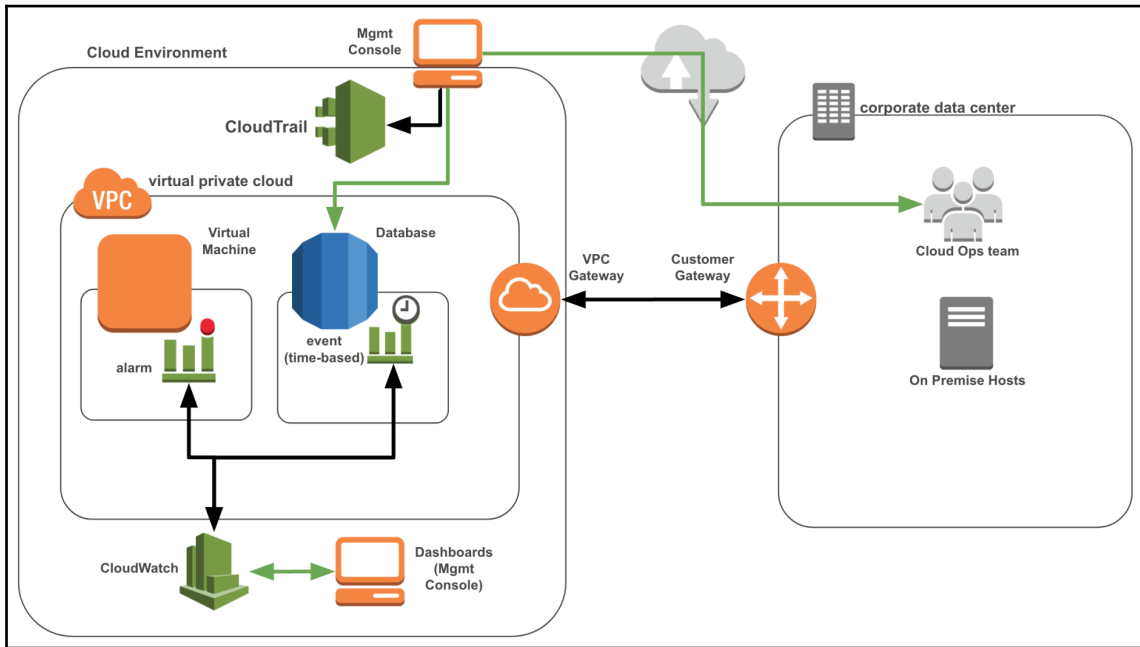 Mgmt
Console
Cloud Environment
corporate data center
CloudTrail
virtual private cloud
VPC
Virtual
Machine
Database
Cloud Ops team
VPC
Gateway
Customer
Gateway
event
(time-based)
alarm
On Premise Hosts
CloudWatch
Dashboards
(Mgmt
Console)